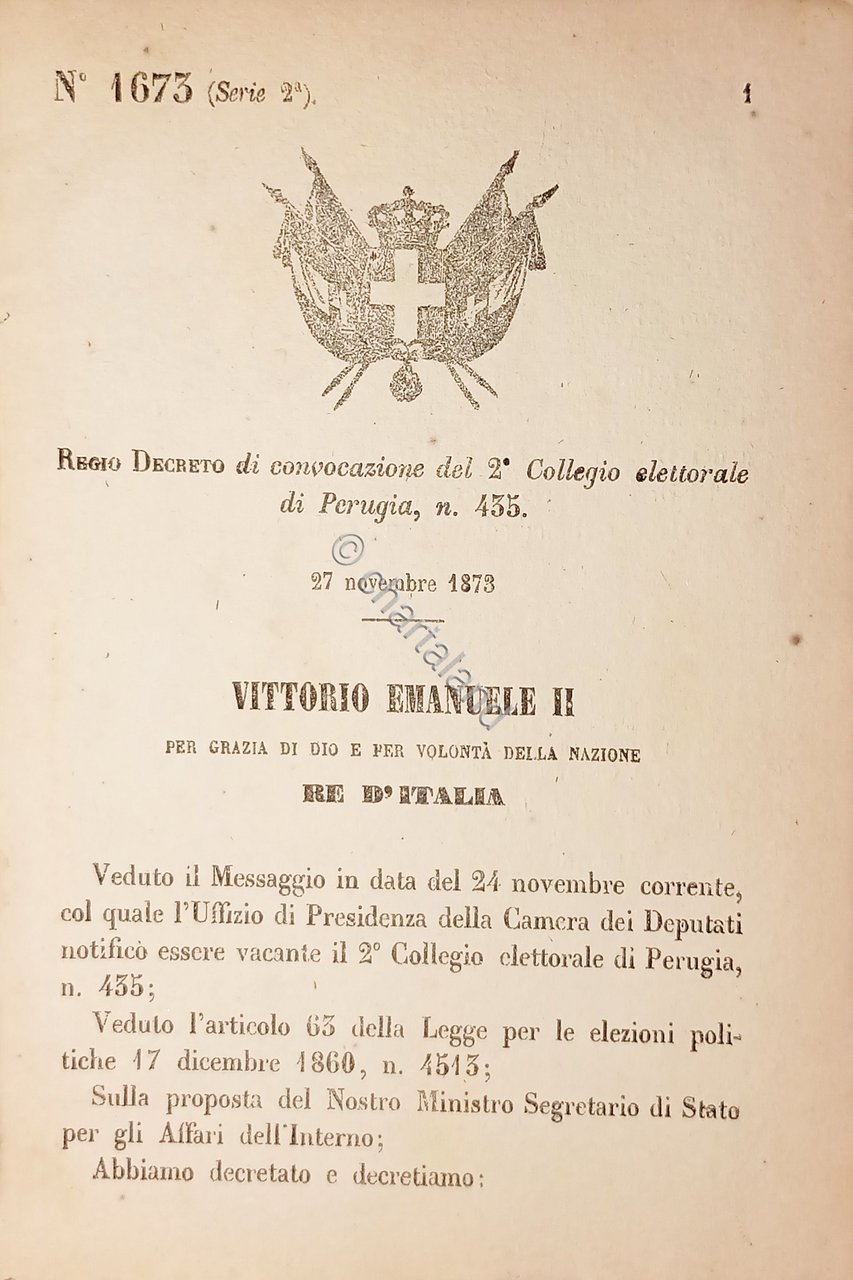 N° 1673 (Serie 2ª).
1
REGIO DECRETO di convocazione del 2° Collegio elettorale
di Perugia, n. 435.
27 novembre 1873
© chartaland
VITTORIO EMANUELE II
PER GRAZIA DI DIO E PER VOLONTÀ DELLA NAZIONE
RE D'ITALIA
Veduto il Messaggio in data del 24 novembre corrente,
col quale l'Uffizio di Presidenza della Camera dei Deputati
notificò essere vacante il 2° Collegio elettorale di Perugia,
n. 435;
Veduto l'articolo 63 della Legge per le elezioni poli-
tiche 17 dicembre 1860, n. 4513;
Sulla proposta del Nostro Ministro Segretario di Stato
per gli Affari dell'Interno;
Abbiamo decretato e decretiamo: